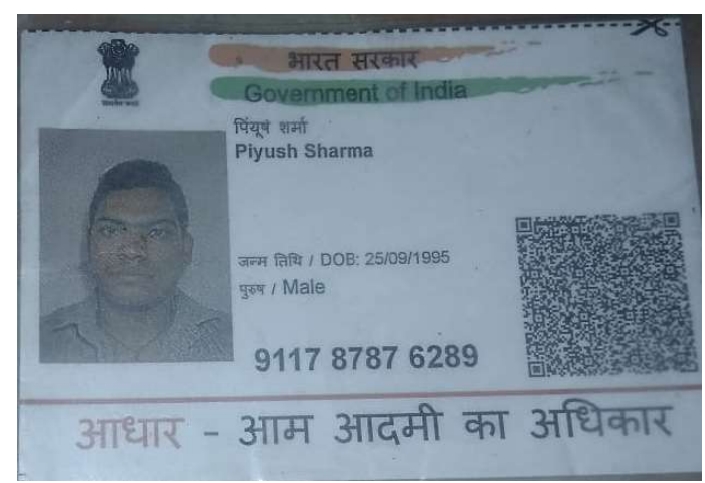 भारत सरकार
Government of India
पिंयूष शर्मा
Piyush Sharma
जन्म तिथि / DOB: 25/09/1995
पुरुष / Male
9117 8787 6289
आधार - आम आदमी का अधिकार